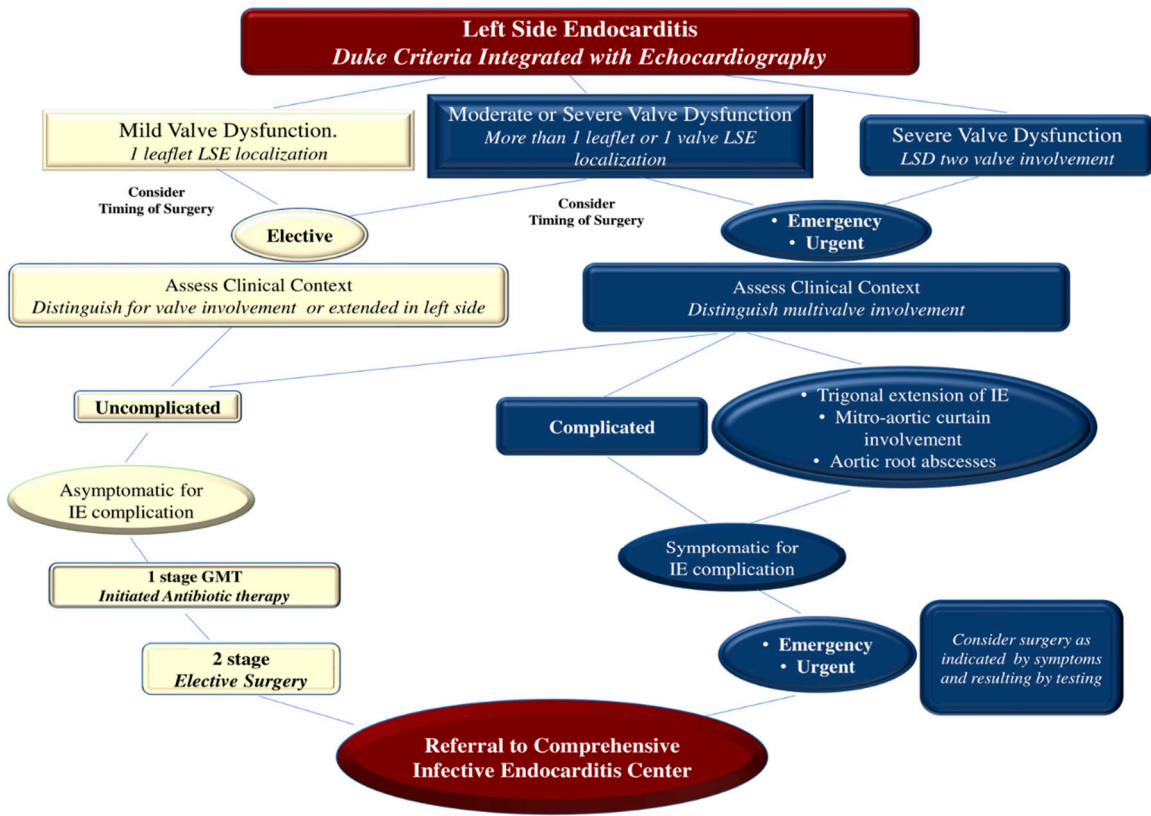 Left Side Endocarditis
Duke Criteria Integrated with Echocardiography
Mild Valve Dysfunction.
1 leaflet LSE localization
Moderate or Severe Valve Dysfunction
More than 1 leaflet or 1 valve LSE
localization
Severe Valve Dysfunction
LSD two valve involvement
Consider
Timing of Surgery
Consider
Timing of Surgery
Elective
• Emergency
• Urgent
Assess Clinical Context
Distinguish for valve involvement or extended in left side
Assess Clinical Context
Distinguish multivalve involvement
Uncomplicated
Complicated
• Trigonal extension of IE
• Mitro-aortic curtain
involvement
• Aortic root abscesses
Asymptomatic for
IE complication
Symptomatic for
IE complication
1 stage GMT
Initiated Antibiotic therapy
2 stage
Elective Surgery
• Emergency
• Urgent
Consider surgery as
indicated by symptoms
and resulting by testing
Referral to Comprehensive
Infective Endocarditis Center